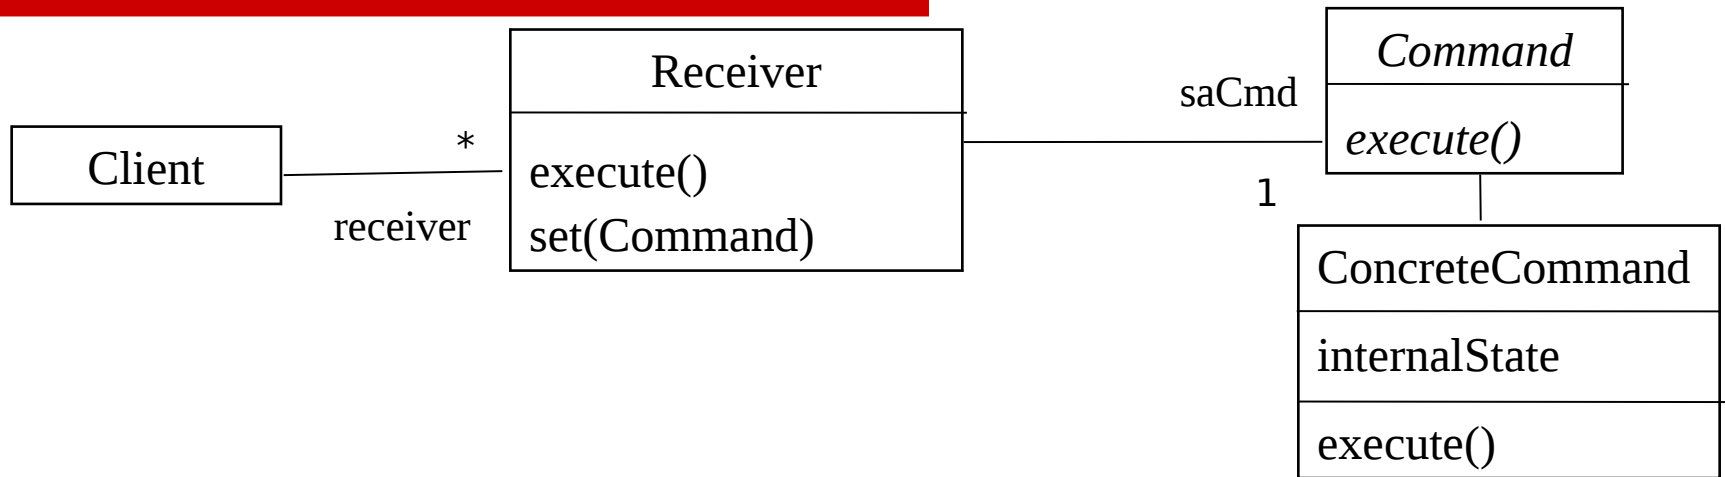 Client
*
receiver
Receiver
execute()
set(Command)
saCmd
1
Command
execute()
ConcreteCommand
internalState
execute()